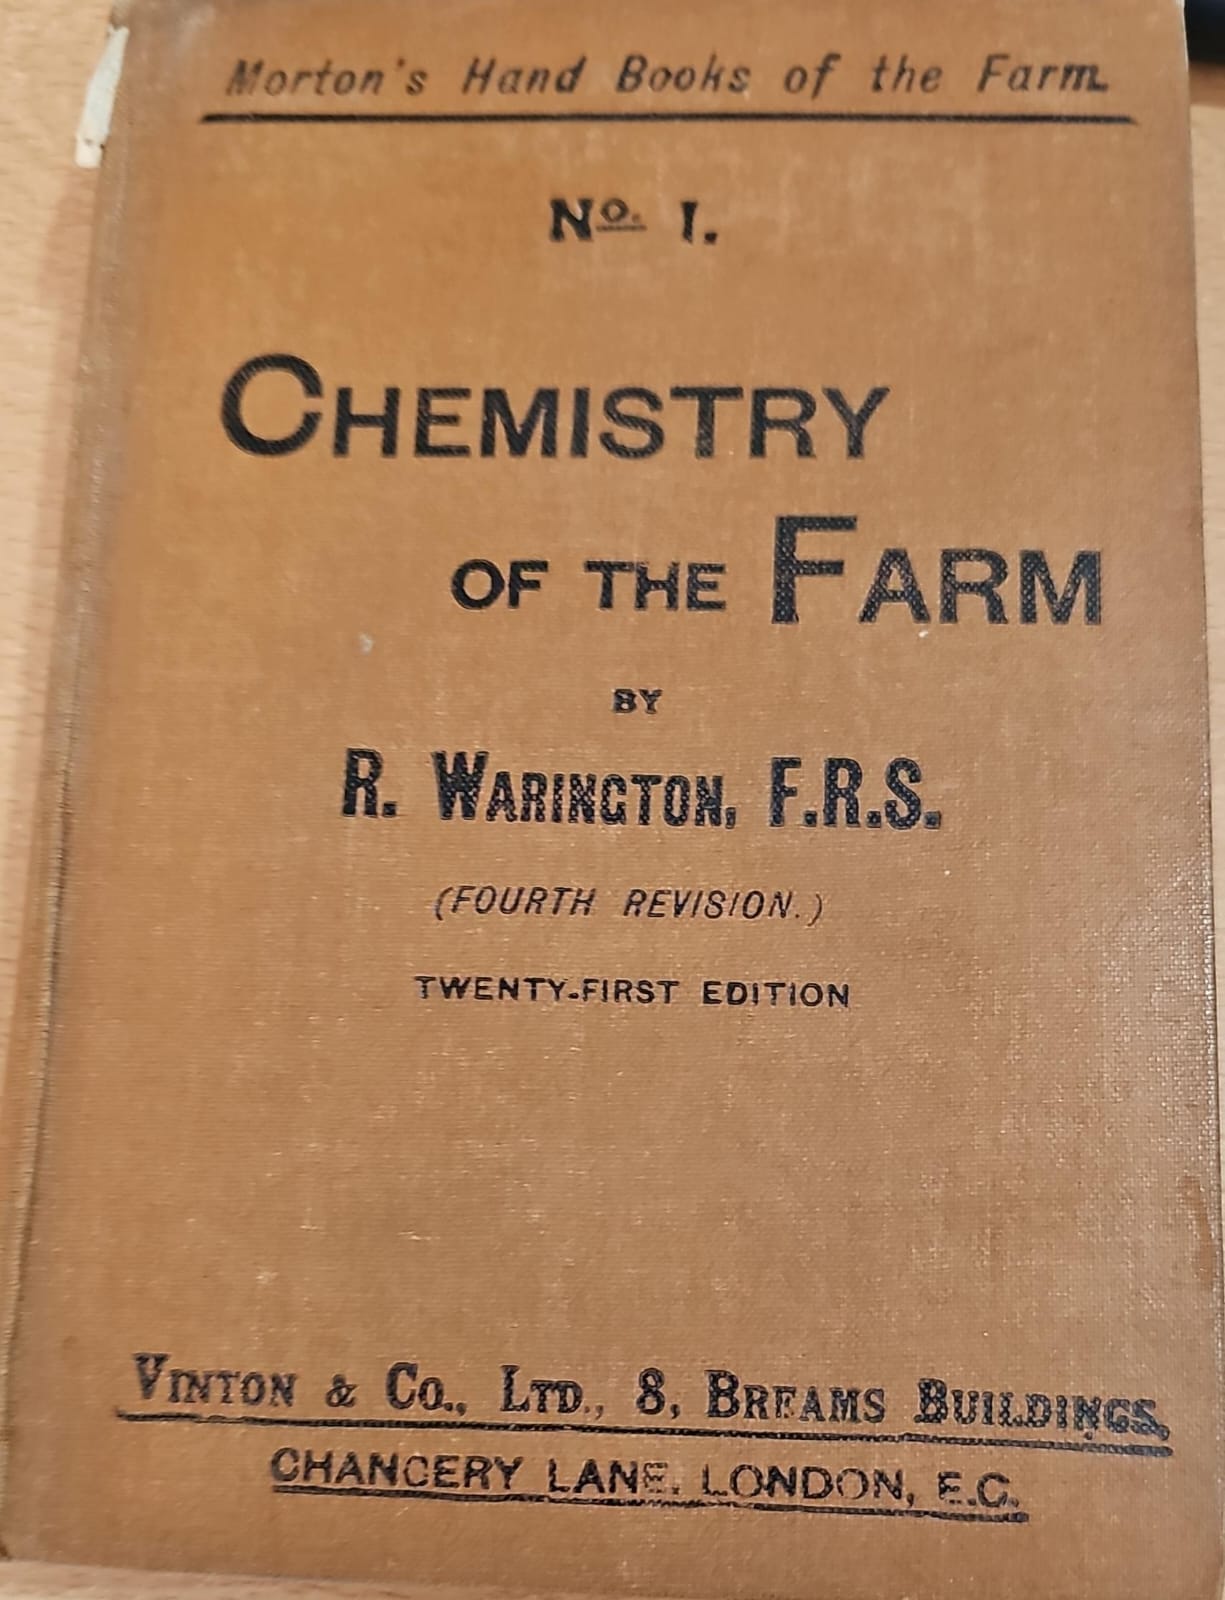 Morton's Hand Books of the Farm.
No. 1.
CHEMISTRY
OF THE FARM
BY
R. WARINGTON, F.R.S.
(FOURTH REVISION.)
TWENTY-FIRST EDITION
VINTON & CO., LTD., 8, BREAMS BUILDINGS,
CHANCERY LANE, LONDON, E.C.